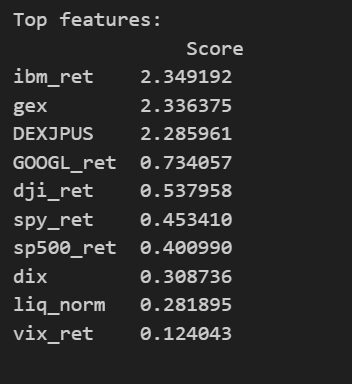 Top features:
Score
ibm_ret 2.349192
gex 2.336375
DEXJPUS 2.285961
GOOGL_ret 0.734057
dji_ret 0.537958
spy_ret 0.453410
sp500_ret 0.400990
dix 0.308736
liq_norm 0.281895
vix_ret 0.124043